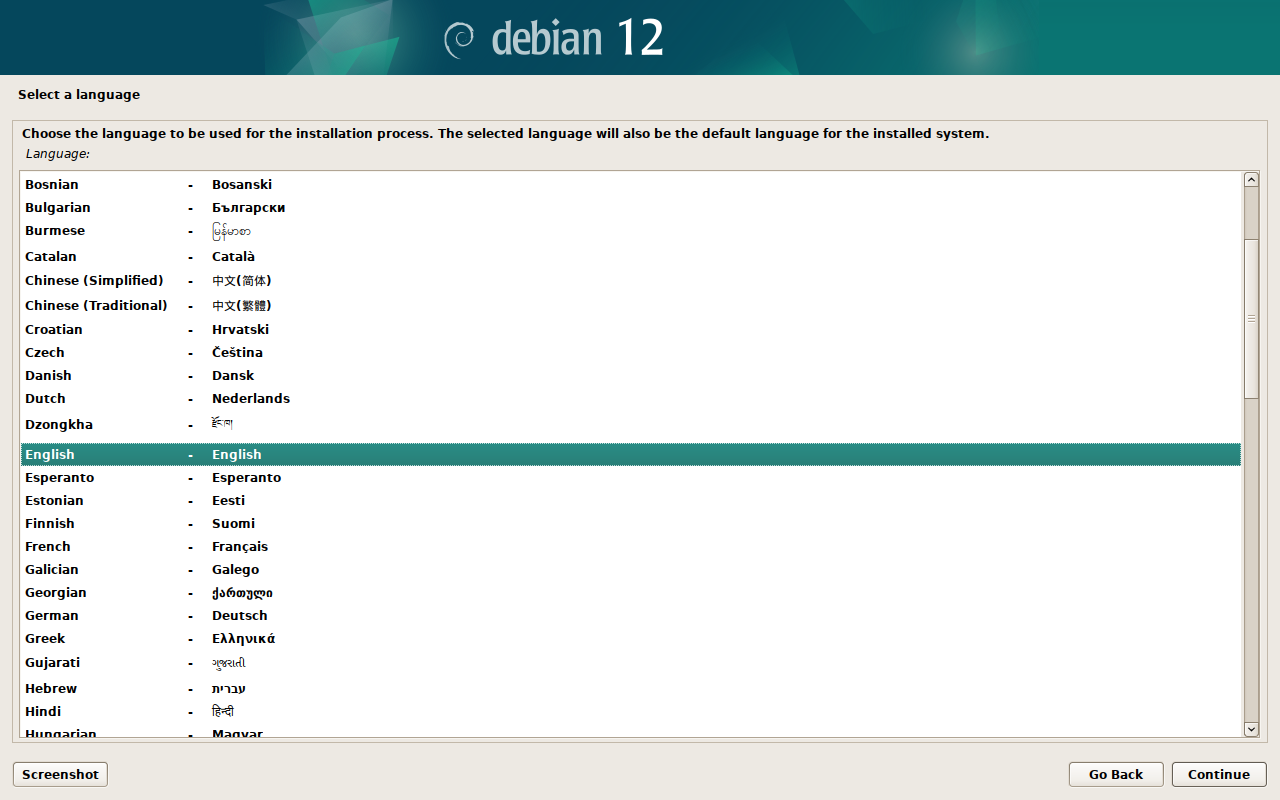 debian 12
Select a language
Choose the language to be used for the installation process. The selected language will also be the default language for the installed system.
Language:
Bosnian - Bosanski
Bulgarian - Български
Burmese - မြန်မာစာ
Catalan - Català
Chinese (Simplified) - 中文(简体)
Chinese (Traditional) - 中文(繁體)
Croatian - Hrvatski
Czech - Čeština
Danish - Dansk
Dutch - Nederlands
Dzongkha - རྫོང་ཁ།
English - English
Esperanto - Esperanto
Estonian - Eesti
Finnish - Suomi
French - Français
Galician - Galego
Georgian - ქართული
German - Deutsch
Greek - Ελληνικά
Gujarati - ગુજરાતી
Hebrew - עברית
Hindi - हिन्दी
Hungarian - Magyar
Screenshot Go Back Continue